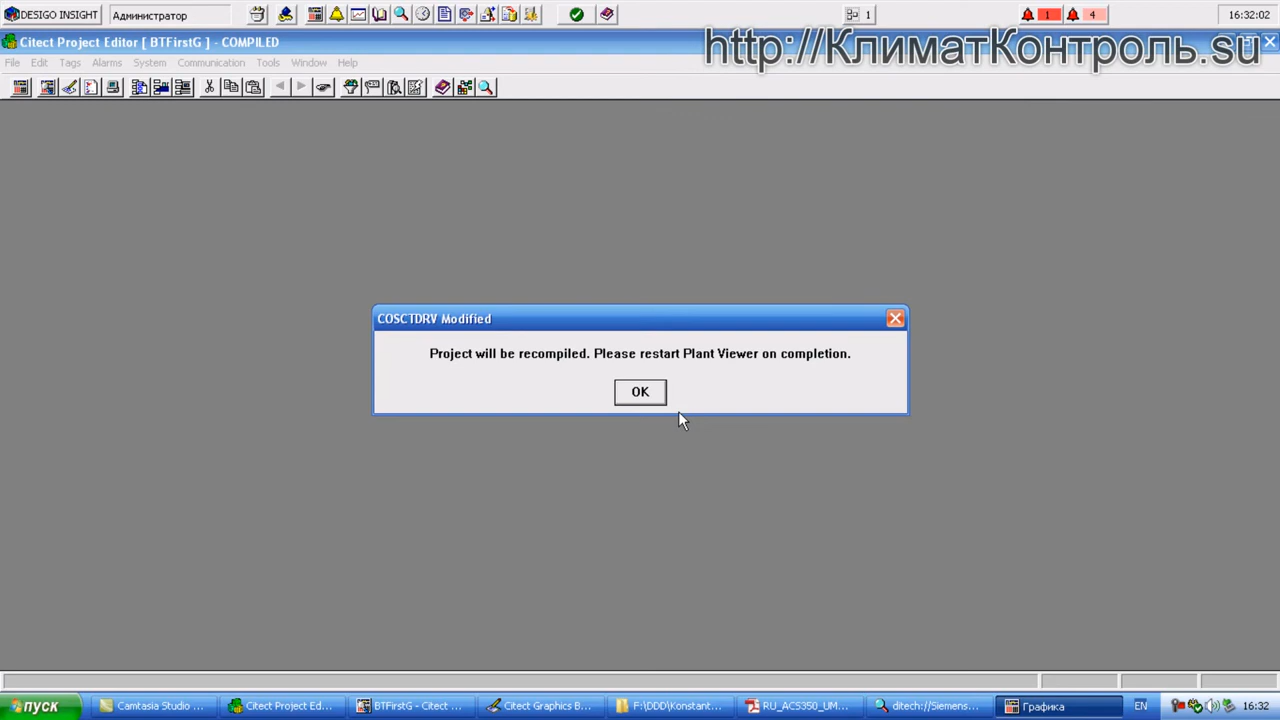 DESIGO INSIGHT
Администратор
1
1
4
16:32:02
Citect Project Editor [ BTFirstG ] - COMPILED
http://КлиматКонтроль.su
File Edit Tags Alarms System Communication Tools Window Help
COSCTDRV Modified
Project will be recompiled. Please restart Plant Viewer on completion.
OK
пуск
Camtasia Studio ...
Citect Project Ed...
BTFirstG - Citect ...
Citect Graphics B...
F:\DDD\Konstant...
RU_ACS350_UM...
ditech://Siemens...
Графика
EN
16:32